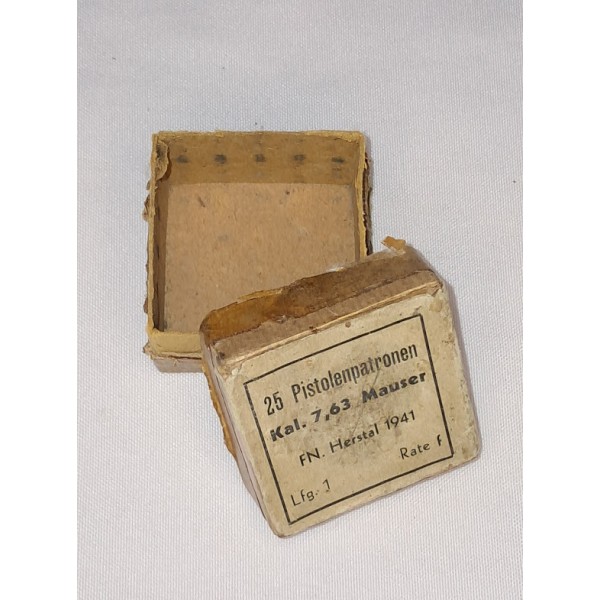 25 Pistolenpatronen
Kal. 7,63 Mauser
FN. Herstal 1941
Lfg. 1 Rate f